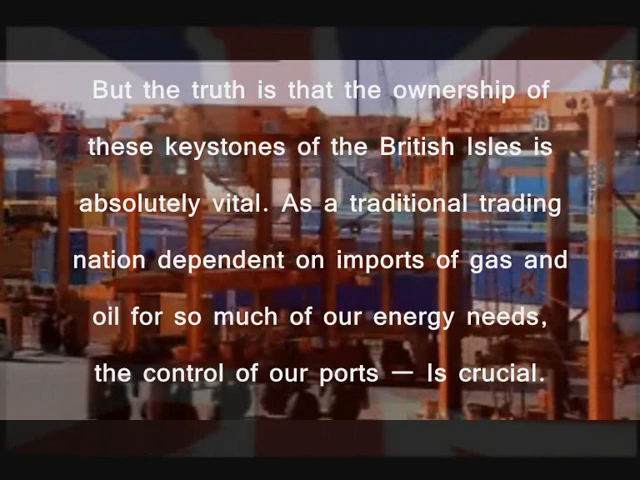 But the truth is that the ownership of
these keystones of the British Isles is
absolutely vital. As a traditional trading
nation dependent on imports of gas and
oil for so much of our energy needs,
the control of our ports — Is crucial.
75